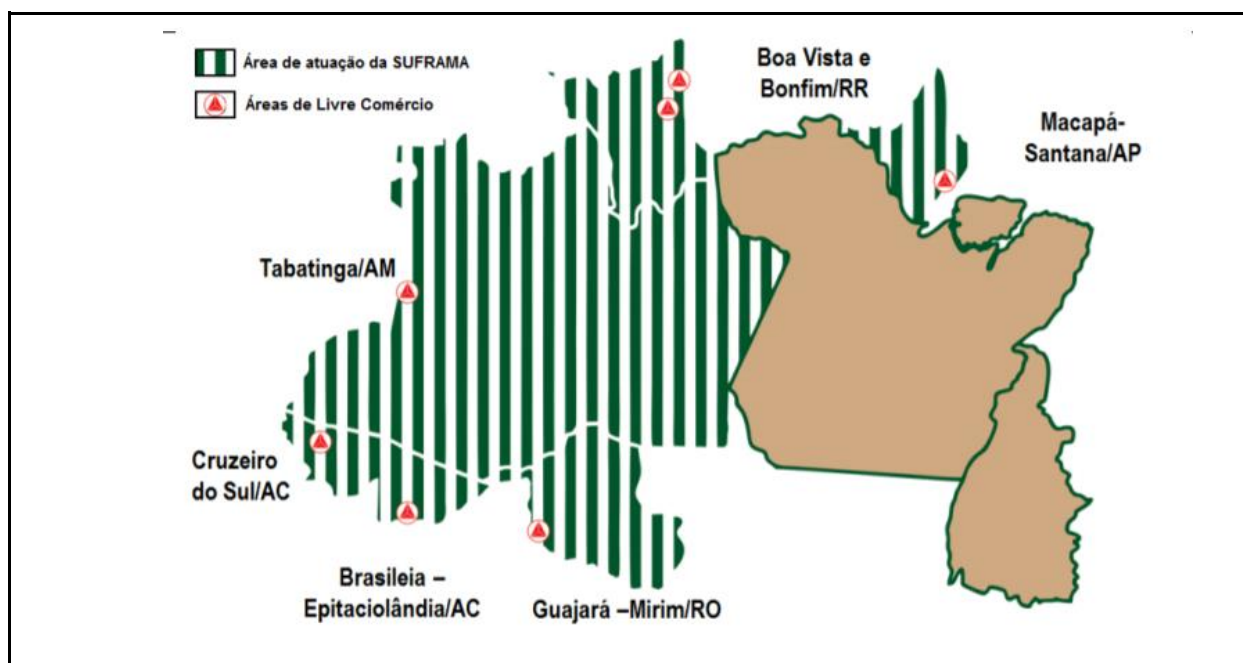 Área de atuação da SUFRAMA
Áreas de Livre Comércio
Boa Vista e
Bonfim/RR
Macapá-
Santana/AP
Tabatinga/AM
Cruzeiro
do Sul/AC
Brasileia –
Epitaciolândia/AC
Guajará –Mirim/RO